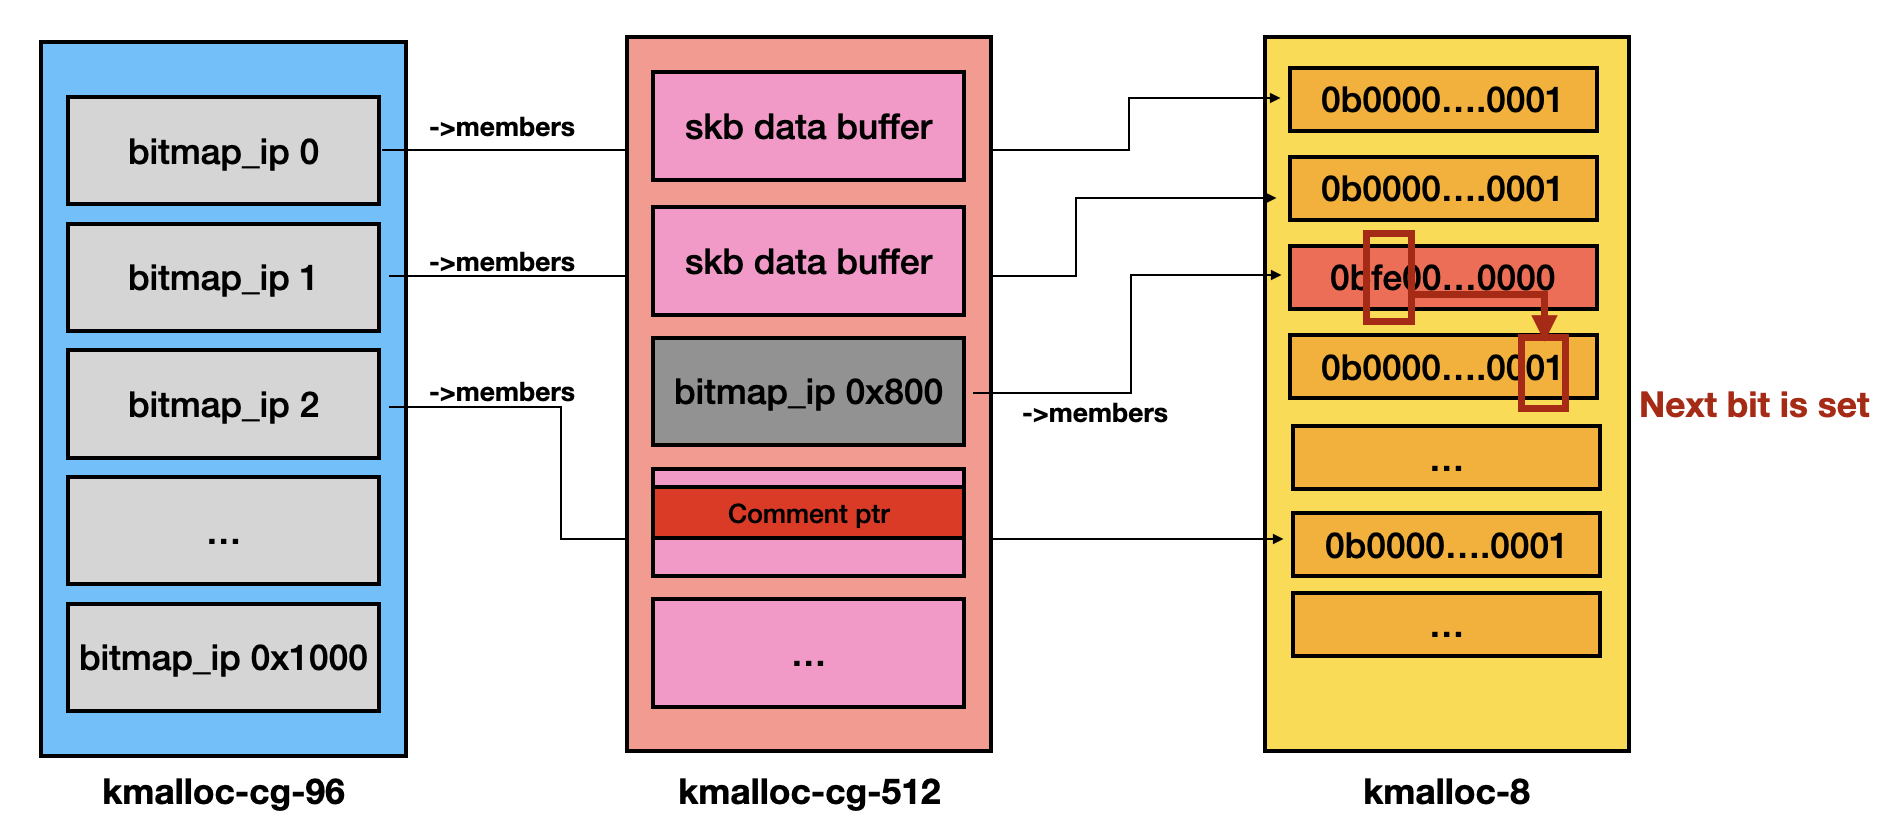 bitmap_ip 0
bitmap_ip 1
bitmap_ip 2
...
bitmap_ip 0x1000
kmalloc-cg-96
->members
->members
->members
skb data buffer
skb data buffer
bitmap_ip 0x800
Comment ptr
...
kmalloc-cg-512
->members
0b0000....0001
0b0000....0001
0bfe00...0000
0b0000....0001
...
0b0000....0001
...
kmalloc-8
Next bit is set